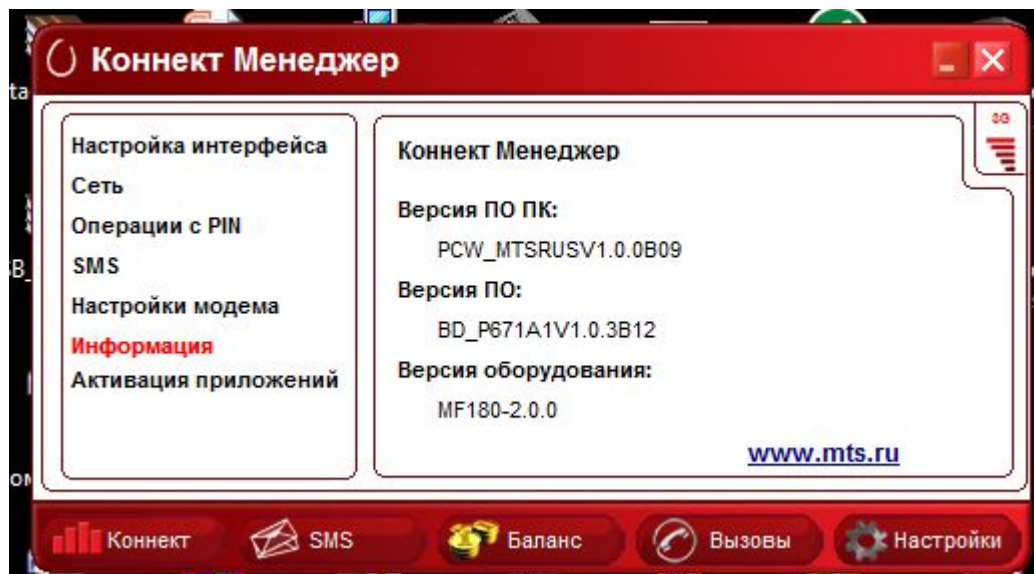 Коннект Менеджер
3G
Настройка интерфейса
Сеть
Операции с PIN
SMS
Настройки модема
Информация
Активация приложений
Коннект Менеджер
Версия ПО ПК:
PCW_MTSRUSV1.0.0B09
Версия ПО:
BD_P671A1V1.0.3B12
Версия оборудования:
MF180-2.0.0
www.mts.ru
Коннект
SMS
Баланс
Вызовы
Настройки